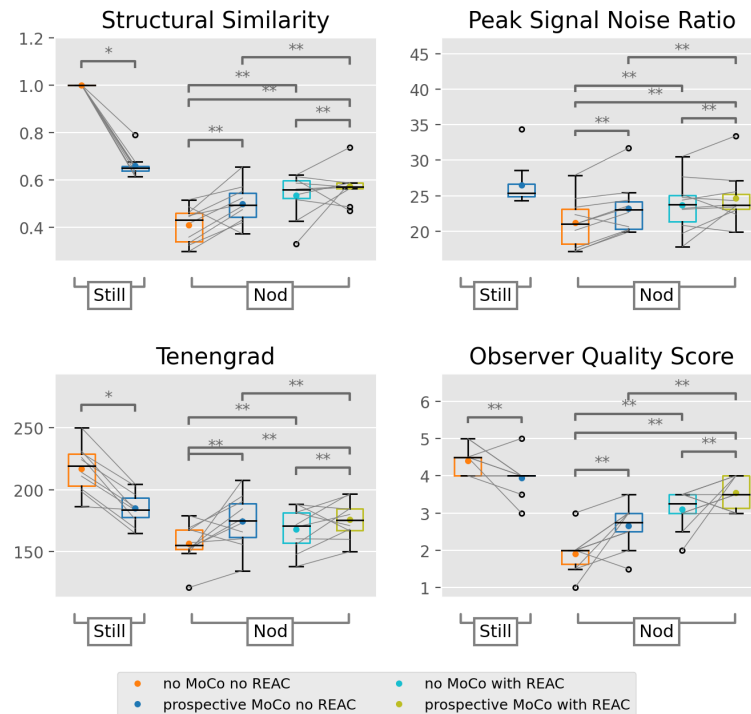 Structural Similarity
1.2
1.0
0.8
0.6
0.4
*
**
**
**
**
**
Still
Nod
Peak Signal Noise Ratio
45
40
35
30
25
20
**
**
**
**
**
Still
Nod
Tenengrad
250
200
150
*
**
**
**
**
**
Still
Nod
Observer Quality Score
6
5
4
3
2
1
**
**
**
**
**
**
Still
Nod
no MoCo no REAC
prospective MoCo no REAC
no MoCo with REAC
prospective MoCo with REAC